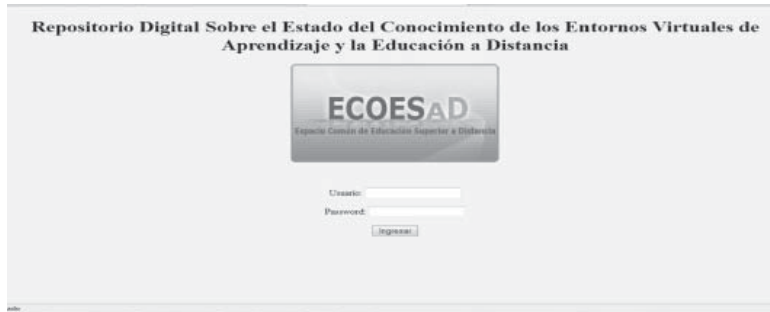 Repositorio Digital Sobre el Estado del Conocimiento de los Entornos Virtuales de
Aprendizaje y la Educación a Distancia
ECOESAD
Espacio Común de Educación Superior a Distancia
Usuario:
Password:
Ingresar